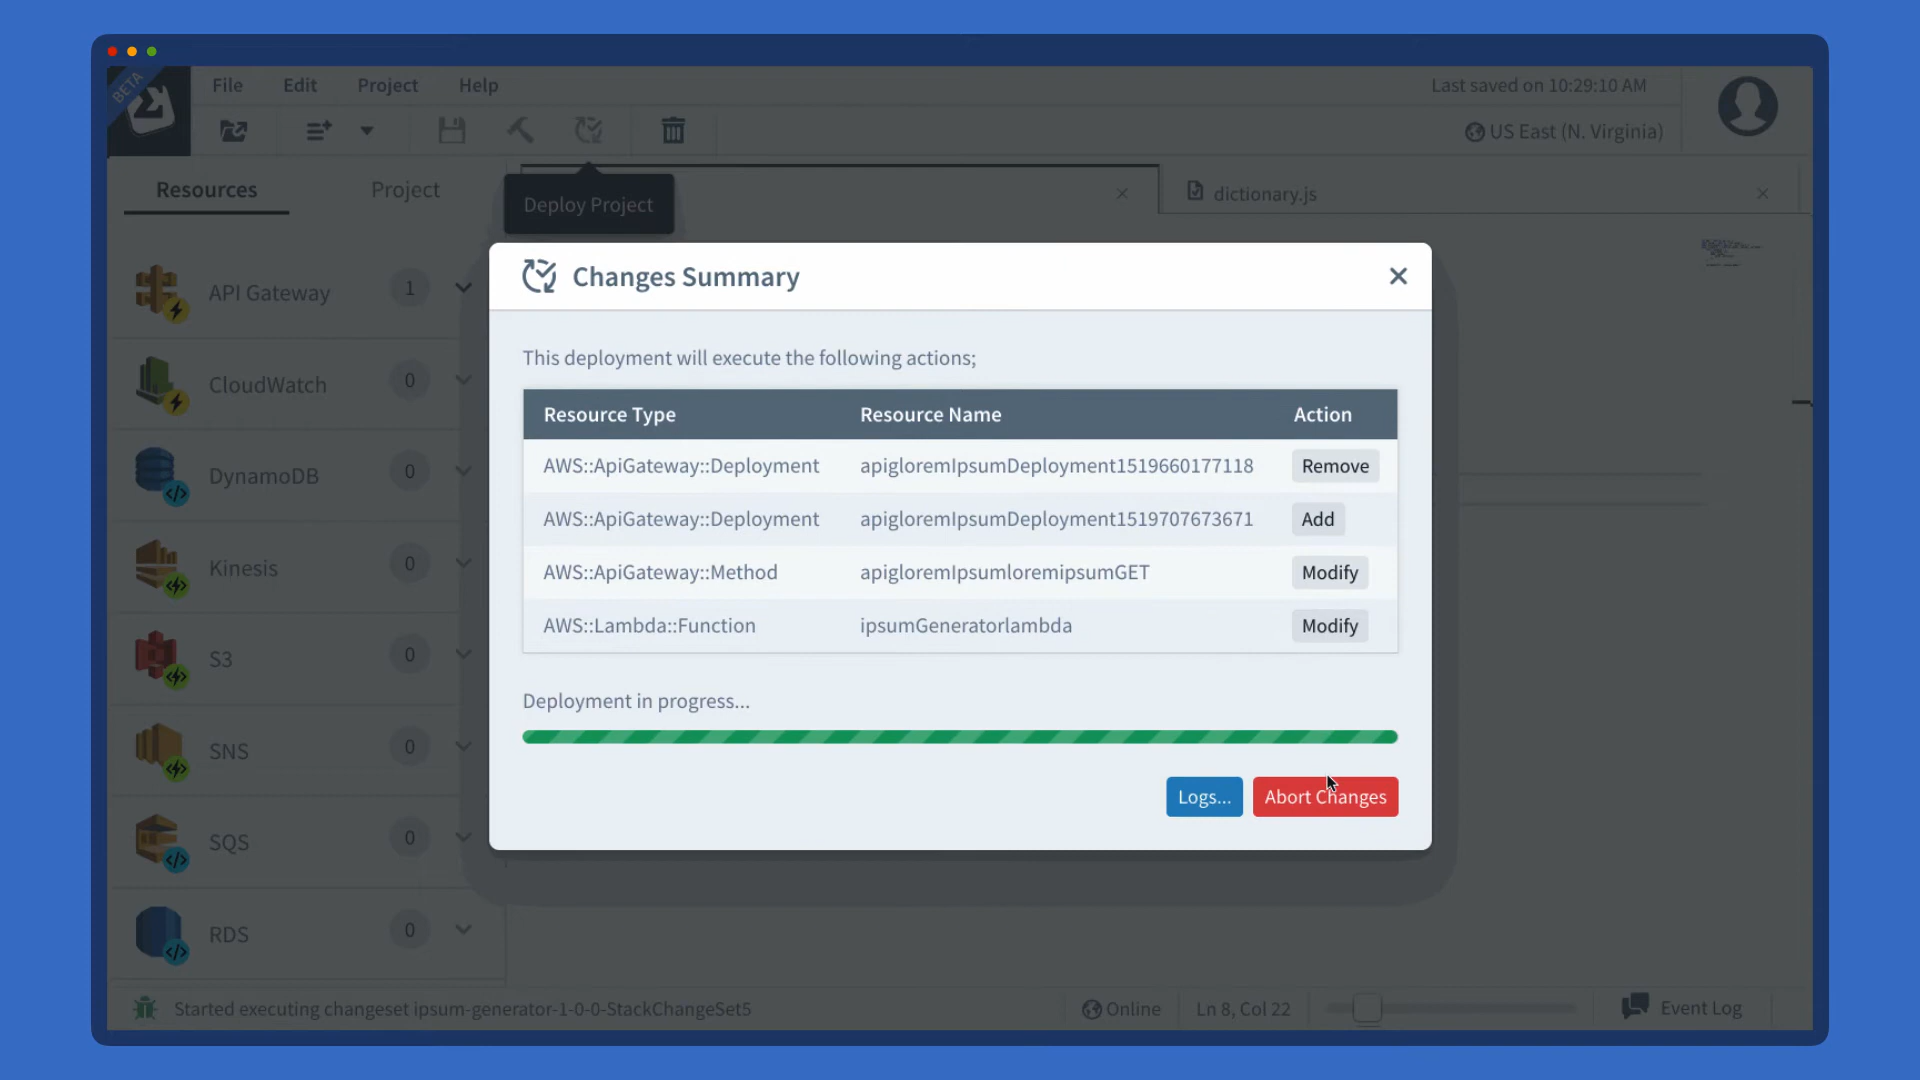 BETA
File Edit Project Help
Last saved on 10:29:10 AM
US East (N. Virginia)
Resources Project
Deploy Project
dictionary.js
API Gateway 1
CloudWatch 0
DynamoDB 0
Kinesis 0
S3 0
SNS 0
SQS 0
RDS 0
Changes Summary
This deployment will execute the following actions;
Resource Type Resource Name Action
AWS::ApiGateway::Deployment apigloremIpsumDeployment1519660177118 Remove
AWS::ApiGateway::Deployment apigloremIpsumDeployment1519707673671 Add
AWS::ApiGateway::Method apigloremIpsumloremipsumGET Modify
AWS::Lambda::Function ipsumGeneratorlambda Modify
Deployment in progress...
Logs... Abort Changes
Started executing changeset ipsum-generator-1-0-0-StackChangeSet5
Online Ln 8, Col 22 Event Log